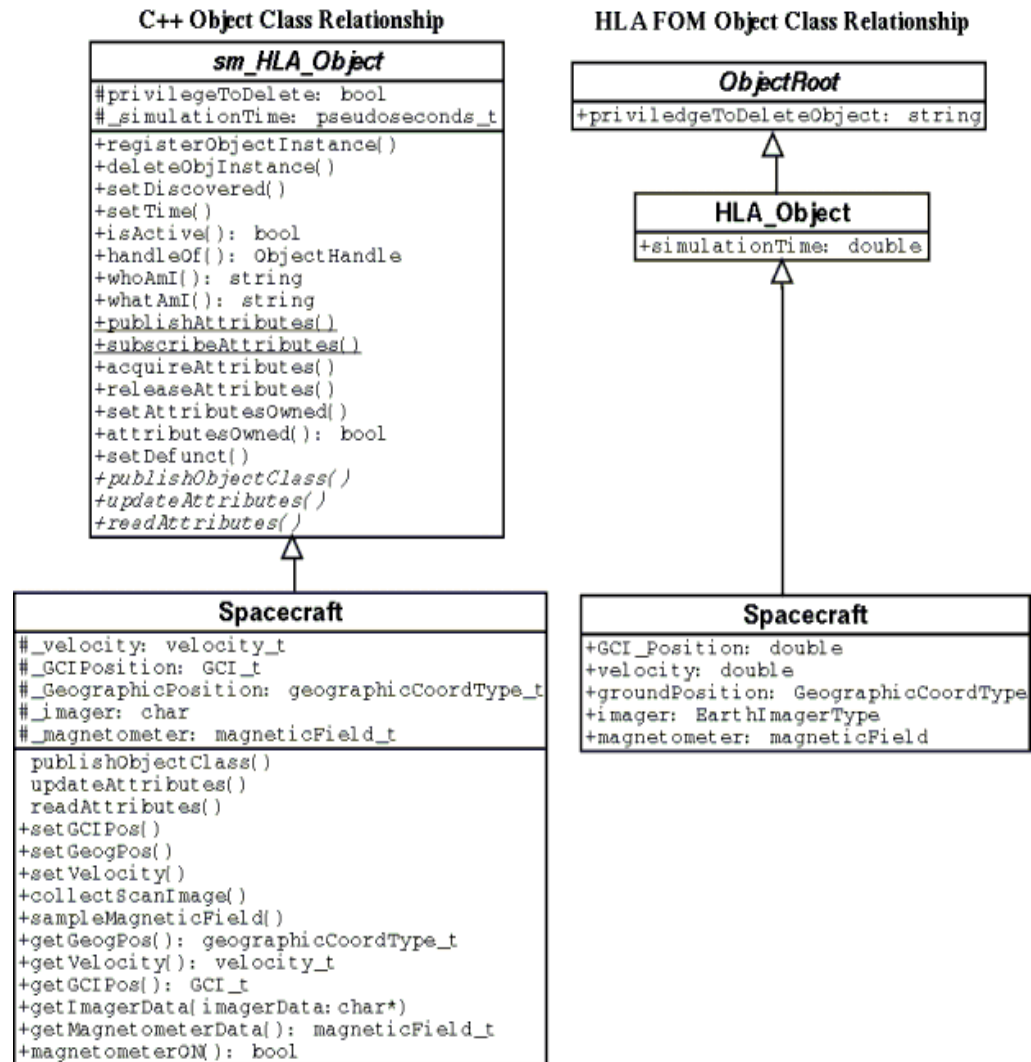 C++ Object Class Relationship
sm_HLA_Object
#privilegeToDelete: bool
#_simulationTime: pseudoseconds_t
+registerObjectInstance()
+deleteObjInstance()
+setDiscovered()
+setTime()
+isActive(): bool
+handleOf(): ObjectHandle
+whoAmI(): string
+whatAmI(): string
+publishAttributes()
+subscribeAttributes()
+acquireAttributes()
+releaseAttributes()
+setAttributesOwned()
+attributesOwned(): bool
+setDefunct()
+publishObjectClass()
+updateAttributes()
+readAttributes()
Spacecraft
#_velocity: velocity_t
#_GCIPosition: GCI_t
#_GeographicPosition: geographicCoordType_t
#_imager: char
#_magnetometer: magneticField_t
publishObjectClass()
updateAttributes()
readAttributes()
+setGCIPos()
+setGeogPos()
+setVelocity()
+collectScanImage()
+sampleMagneticField()
+getGeogPos(): geographicCoordType_t
+getVelocity(): velocity_t
+getGCIPos(): GCI_t
+getImagerData(imagerData:char*)
+getMagnetometerData(): magneticField_t
+magnetometerON(): bool
HLA FOM Object Class Relationship
ObjectRoot
+priviledgeToDeleteObject: string
HLA_Object
+simulationTime: double
Spacecraft
+GCI_Position: double
+velocity: double
+groundPosition: GeographicCoordType
+imager: EarthImagerType
+magnetometer: magneticField